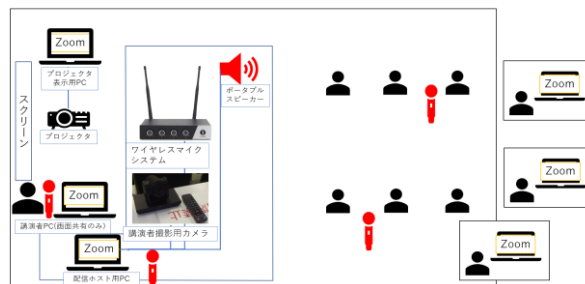 Zoom
プロジェクタ
表示用PC
スクリーン
プロジェクタ
ワイヤレスマイク
システム
ポータブル
スピーカー
Zoom
講演者PC(画面共有のみ)
講演者撮影用カメラ
Zoom
配信ホスト用PC
Zoom
Zoom
Zoom